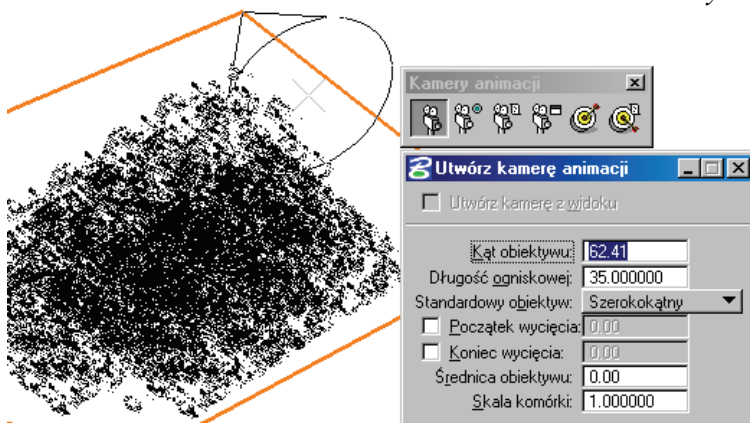 Kamery animacji
Utwórz kamerę animacji
Utwórz kamerę z widoku
Kąt obiektywu: 62.41
Długość ogniskowej: 35.000000
Standardowy obiektyw: Szerokokątny
Początek wycięcia: 0.00
Koniec wycięcia: 0.00
Średnica obiektywu: 0.00
Skala komórki: 1.000000